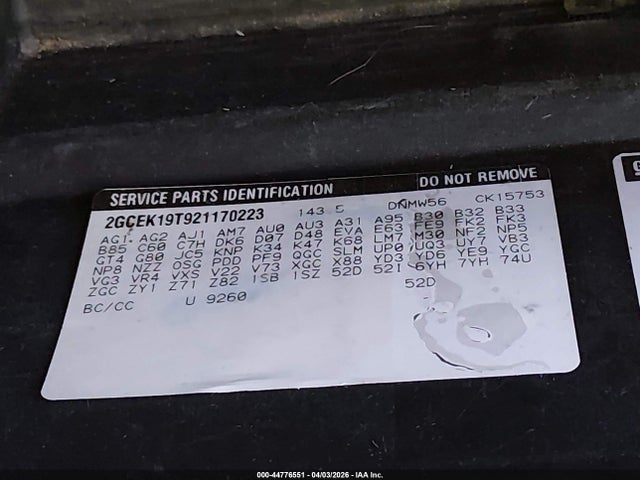 SERVICE PARTS IDENTIFICATION DO NOT REMOVE
2GCEK19T921170223 143.5 DNMW56 CK15753
AG1 AG2 AJ1 AM7 AU0 AU3 A31 A95 B30 B32 B33
B85 C60 C7H DK6 D07 D48 EVA E63 FE9 FK2 FK3
GT4 G80 JC5 KNP K34 K47 K68 LM7 M30 NF2 NP5
NP8 NZZ OSG PDD PF9 QGC SLM UP0 UQ3 UY7 VB3
VG3 VR4 VXS V22 V73 XGC X88 YD3 YD6 YE9 YGC
ZGC ZY1 Z71 Z82 1SB 1SZ 52D 52I 6YH 7YH 74U
52D
BC/CC U 9260
000-44776551 - 04/03/2026 - IAA Inc.